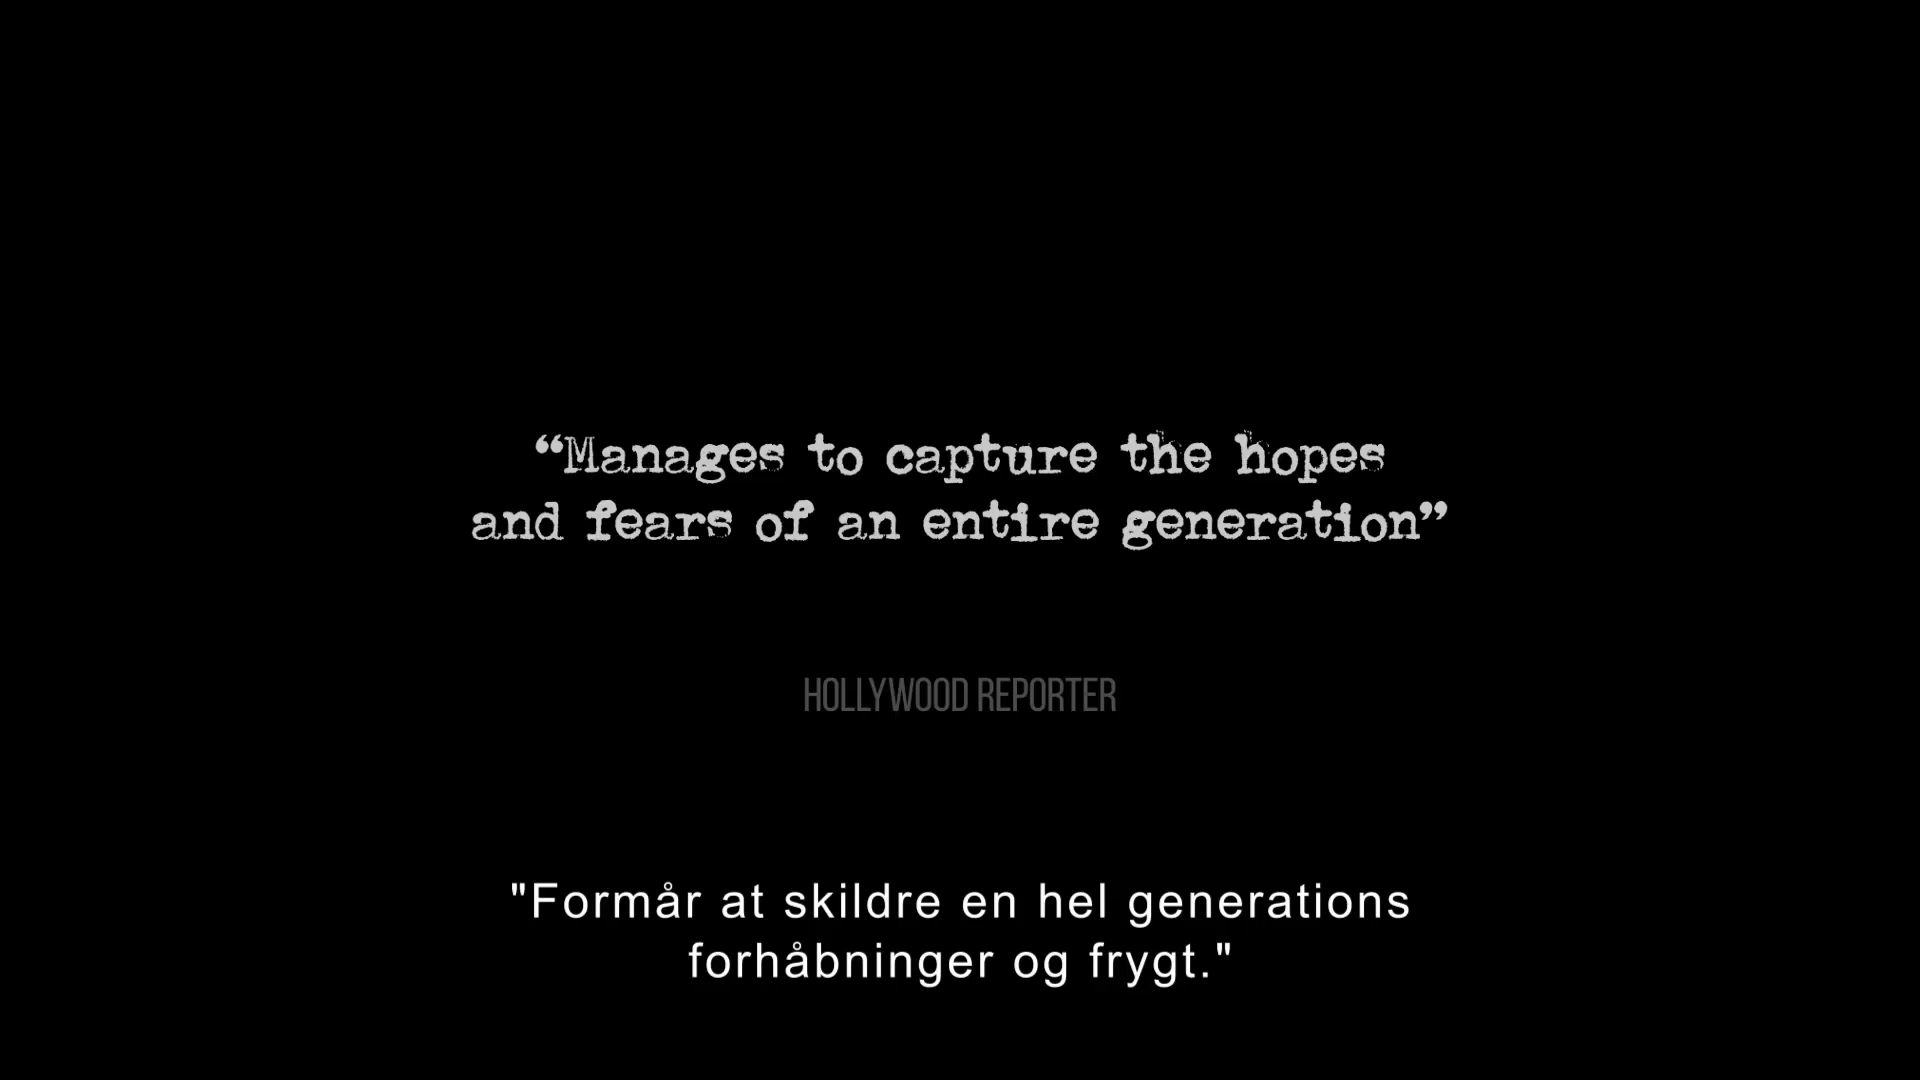 “Manages to capture the hopes
and fears of an entire generation”
HOLLYWOOD REPORTER
"Formår at skildre en hel generations
forhåbninger og frygt."